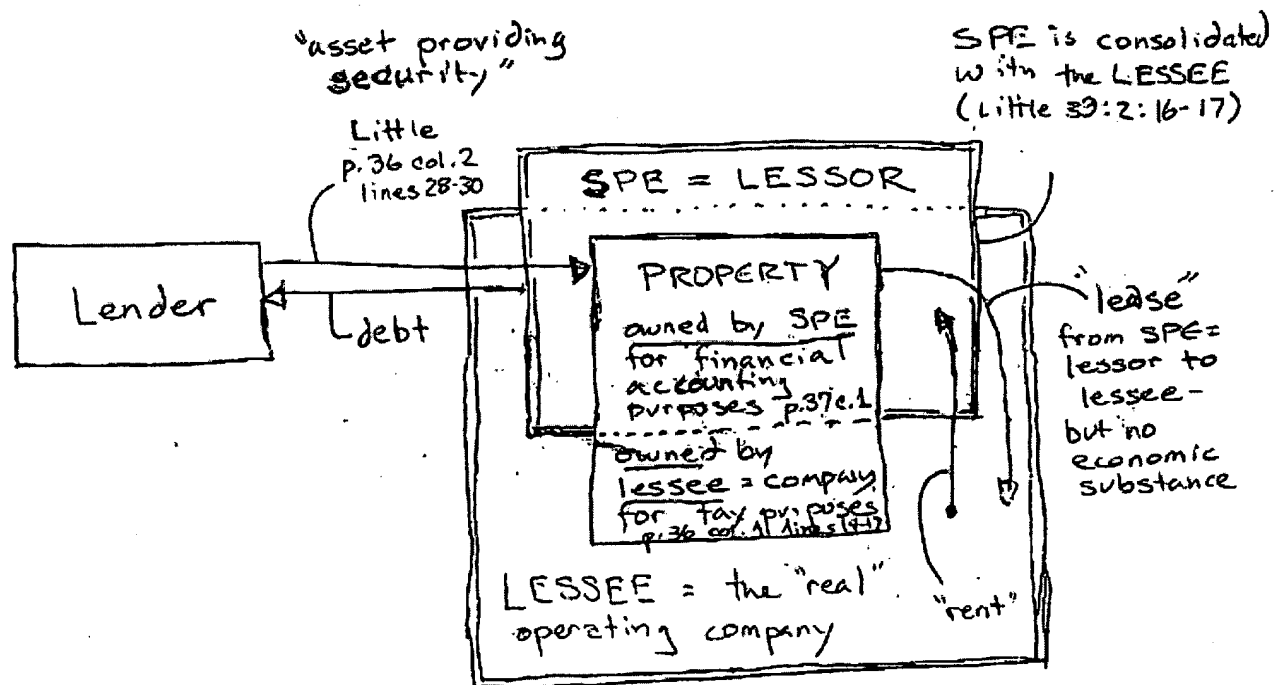 "asset providing
security"
Little
p. 36 col. 2
lines 28-30
SPE is consolidated
with the LESSEE
(Little 39:2:16-17)
SPE = LESSOR
Lender
debt
PROPERTY
owned by SPE
for financial
accounting
purposes p.37c.1
owned by
lessee = company
for tax purposes
p. 36 col. 1 lines
"lease"
from SPE=
lessor to
lessee-
but no
economic
substance
LESSEE = the "real"
operating company
"rent"